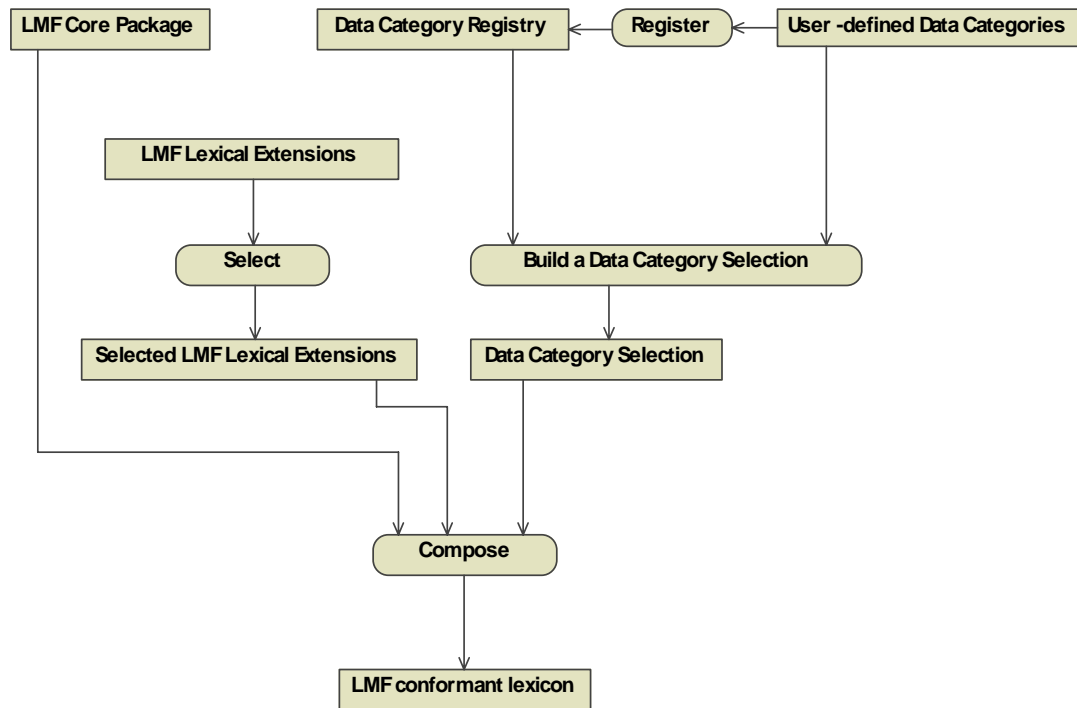 LMF Core Package
Data Category Registry
Register
User -defined Data Categories
LMF Lexical Extensions
Select
Build a Data Category Selection
Selected LMF Lexical Extensions
Data Category Selection
Compose
LMF conformant lexicon